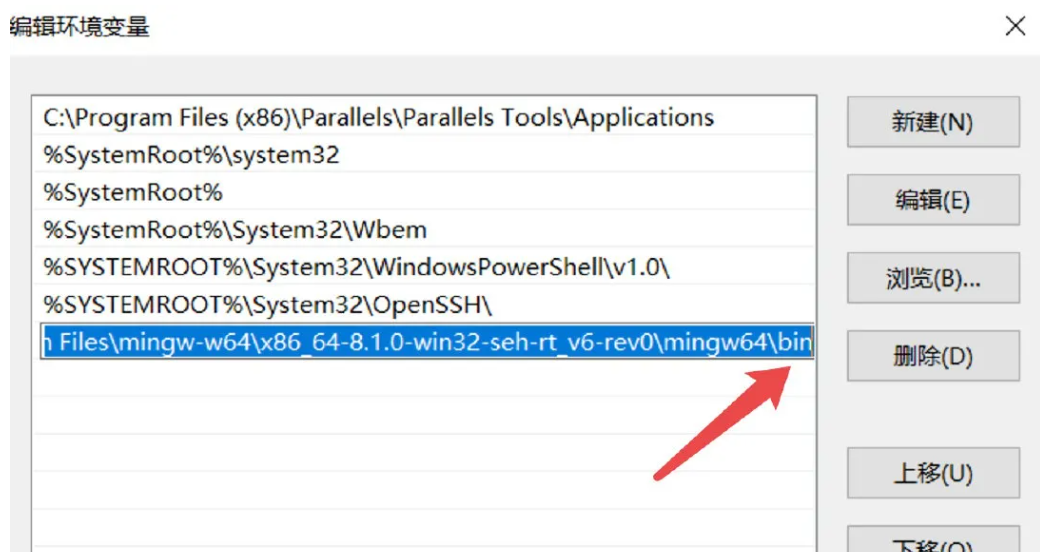 编辑环境变量
C:\Program Files (x86)\Parallels\Parallels Tools\Applications
新建(N)
%SystemRoot%\system32
%SystemRoot%
编辑(E)
%SystemRoot%\System32\Wbem
%SYSTEMROOT%\System32\WindowsPowerShell\v1.0\
浏览(B)...
%SYSTEMROOT%\System32\OpenSSH\
Files\mingw-w64\x86_64-8.1.0-win32-seh-rt_v6-rev0\mingw64\bin
删除(D)
上移(U)
下移(O)